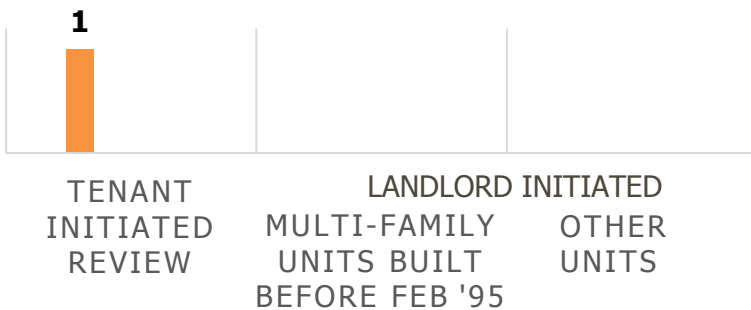 1
TENANT
INITIATED
REVIEW
LANDLORD INITIATED
MULTI-FAMILY
UNITS BUILT
BEFORE FEB '95
OTHER
UNITS